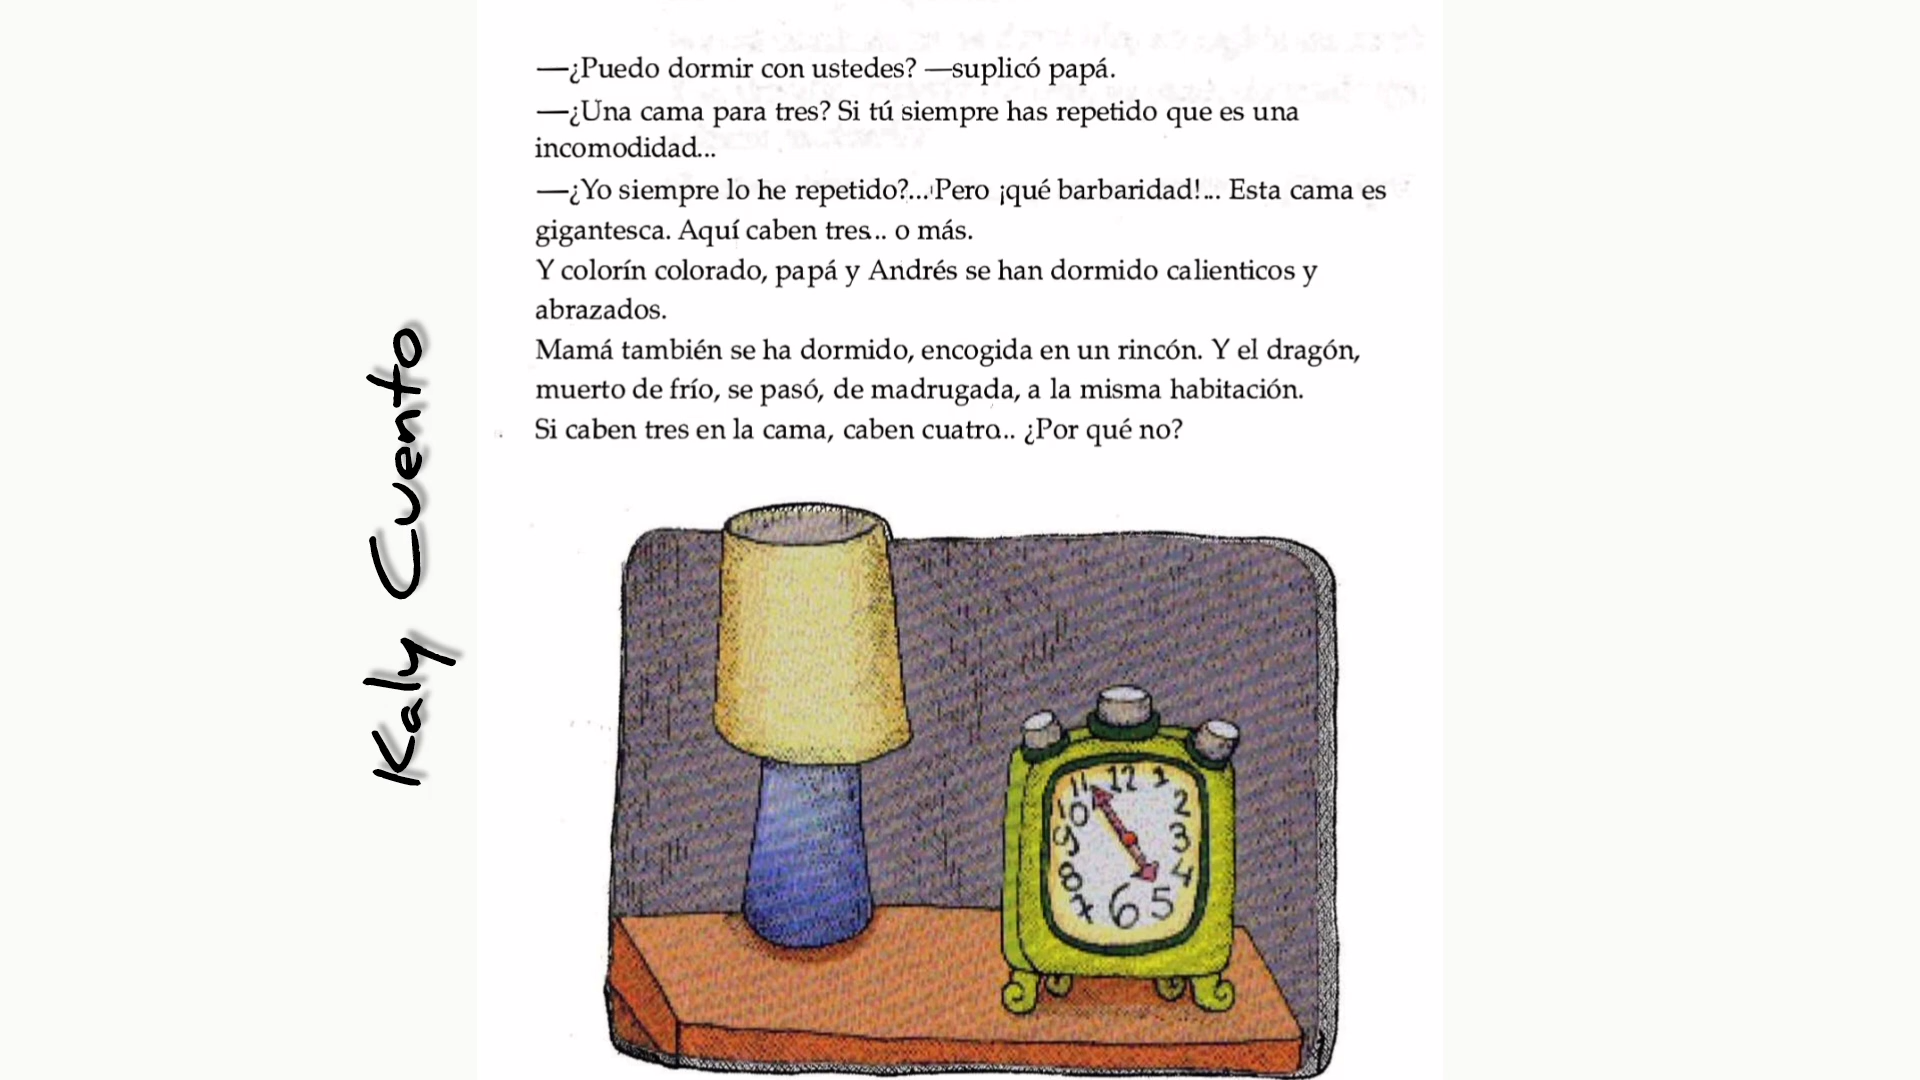 —¿Puedo dormir con ustedes? —suplicó papá.
—¿Una cama para tres? Si tú siempre has repetido que es una
incomodidad...
—¿Yo siempre lo he repetido?... Pero ¡qué barbaridad!... Esta cama es
gigantesca. Aquí caben tres... o más.
Y colorín colorado, papá y Andrés se han dormido calienticos y
abrazados.
Mamá también se ha dormido, encogida en un rincón. Y el dragón,
muerto de frío, se pasó, de madrugada, a la misma habitación.
Si caben tres en la cama, caben cuatro... ¿Por qué no?
Kaly Cuento
11 12 1
10 2
9 3
8 4
7 6 5